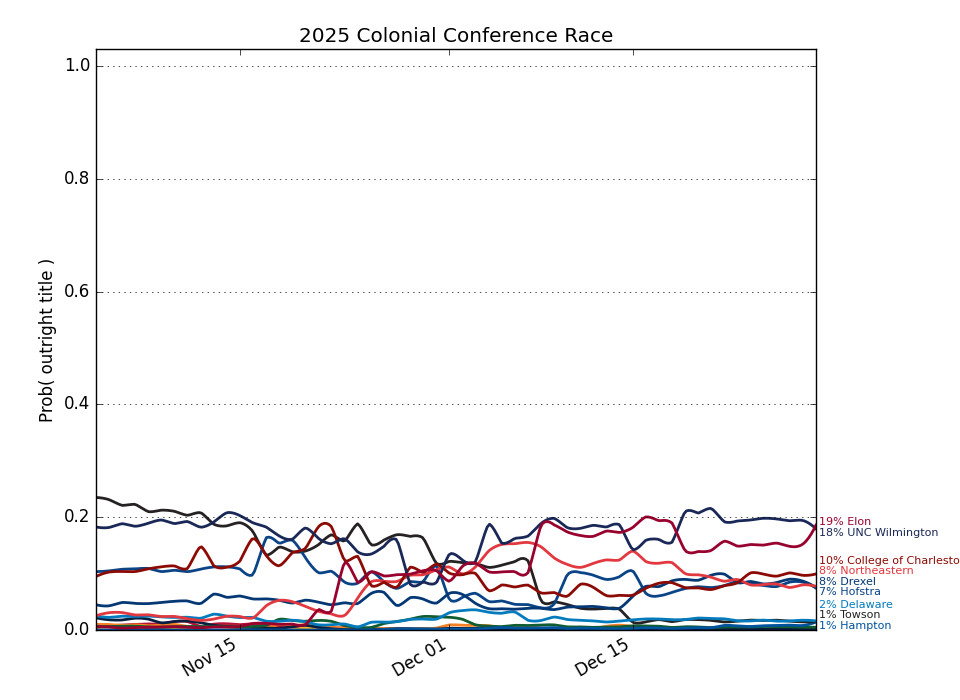 2025 Colonial Conference Race
Prob( outright title )
1.0
0.8
0.6
0.4
0.2
0.0
Nov 15
Dec 01
Dec 15
19% Elon
18% UNC Wilmington
10% College of Charlesto
8% Northeastern
8% Drexel
7% Hofstra
2% Delaware
1% Towson
1% Hampton